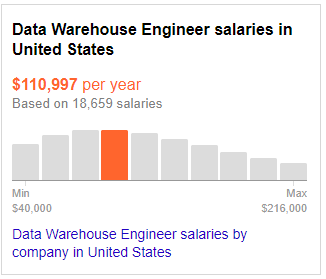 Data Warehouse Engineer salaries in
United States
$110,997 per year
Based on 18,659 salaries
Min
Max
$40,000
$216,000
Data Warehouse Engineer salaries by
company in United States